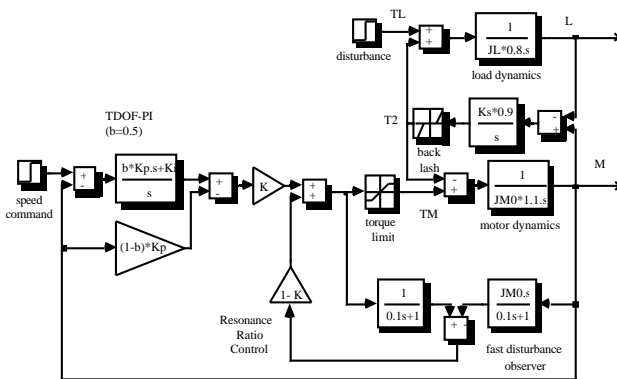 TL
L
+
+
1
JL*0.8.s
disturbance
load dynamics
TDOF-PI
(b=0.5)
T2
Ks*0.9
s
-
+
back
lash
M
speed
command
+
-
b*Kp.s+Ki
s
+
-
K
+
+
torque
limit
-
+
TM
1
JM0*1.1.s
motor dynamics
(1-b)*Kp
1- K
Resonance
Ratio
Control
1
0.1s+1
+ -
JM0.s
0.1s+1
fast disturbance
observer